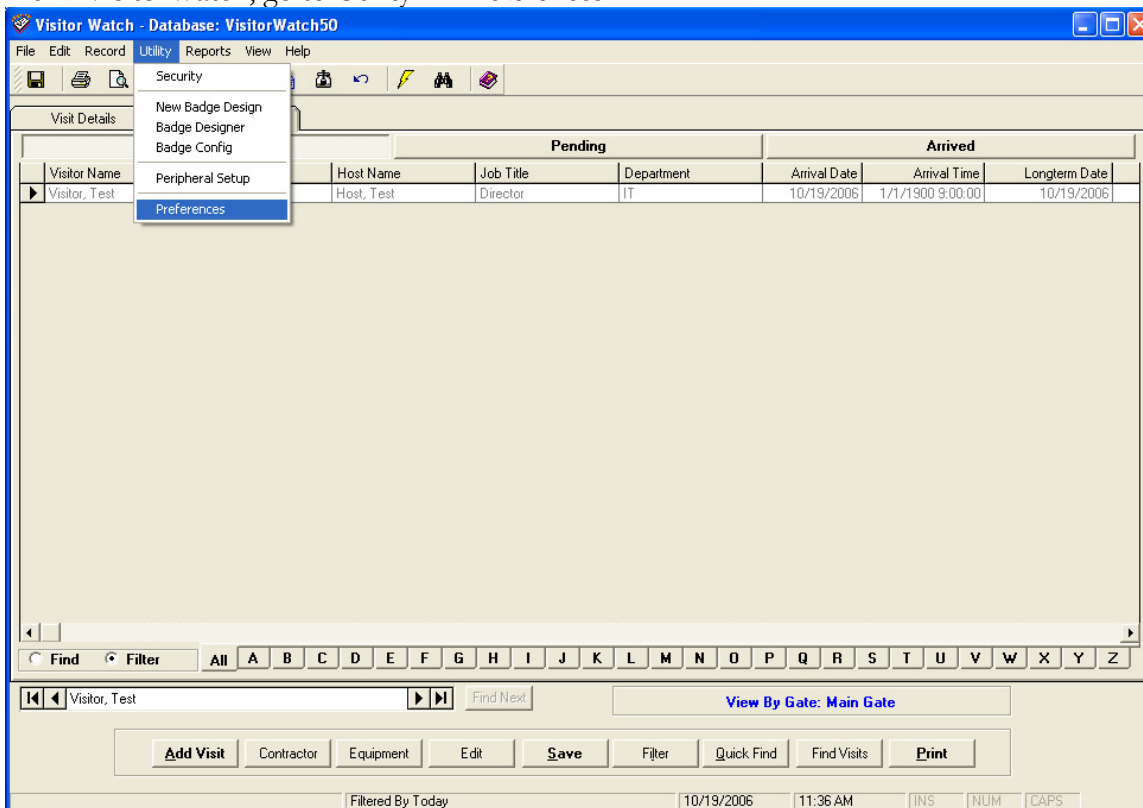 Visitor Watch - Database: VisitorWatch50
File Edit Record Utility Reports View Help
Security
New Badge Design
Badge Designer
Badge Config
Peripheral Setup
Preferences
Visit Details
Pending Arrived
Visitor Name Host Name Job Title Department Arrival Date Arrival Time Longterm Date
Visitor, Test Host, Test Director IT 10/19/2006 1/1/1900 9:00:00 10/19/2006
Find Filter All A B C D E F G H I J K L M N O P Q R S T U V W X Y Z
Visitor, Test Find Next View By Gate: Main Gate
Add Visit Contractor Equipment Edit Save Filter Quick Find Find Visits Print
Filtered By Today 10/19/2006 11:36 AM INS NUM CAPS